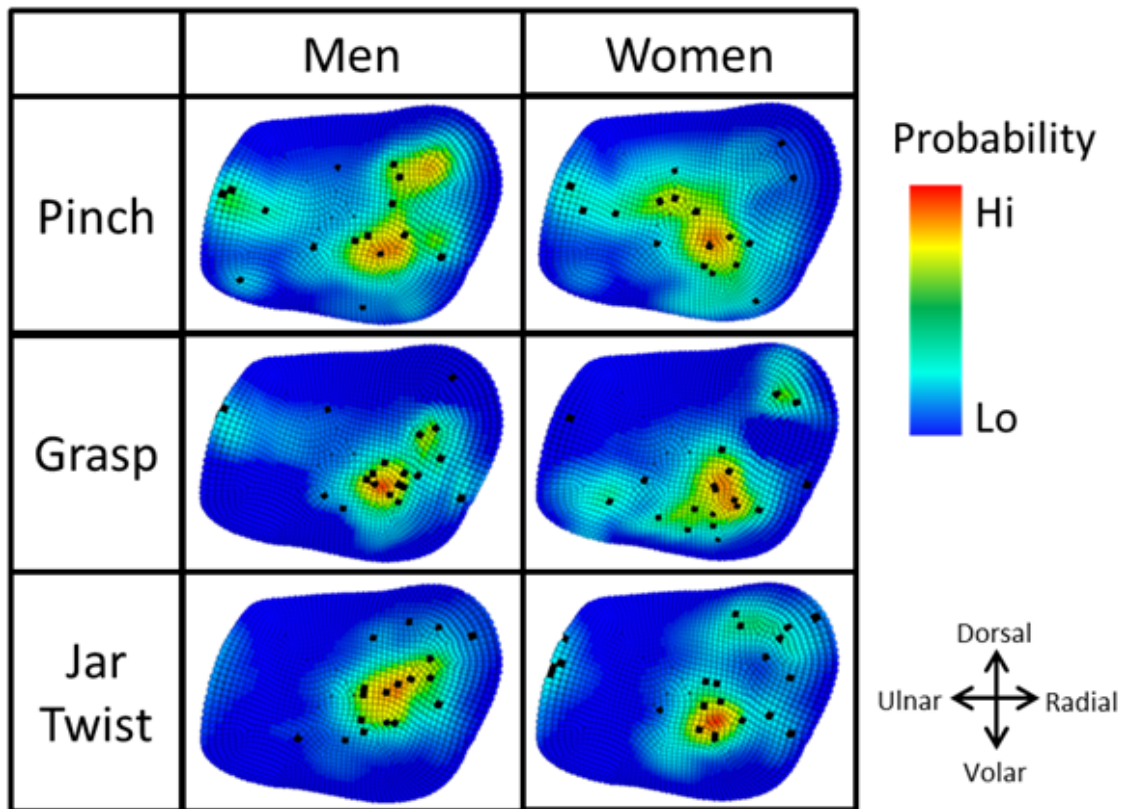 Men
Women
Probability
Pinch
Hi
Lo
Grasp
Jar
Twist
Dorsal
Ulnar
Radial
Volar